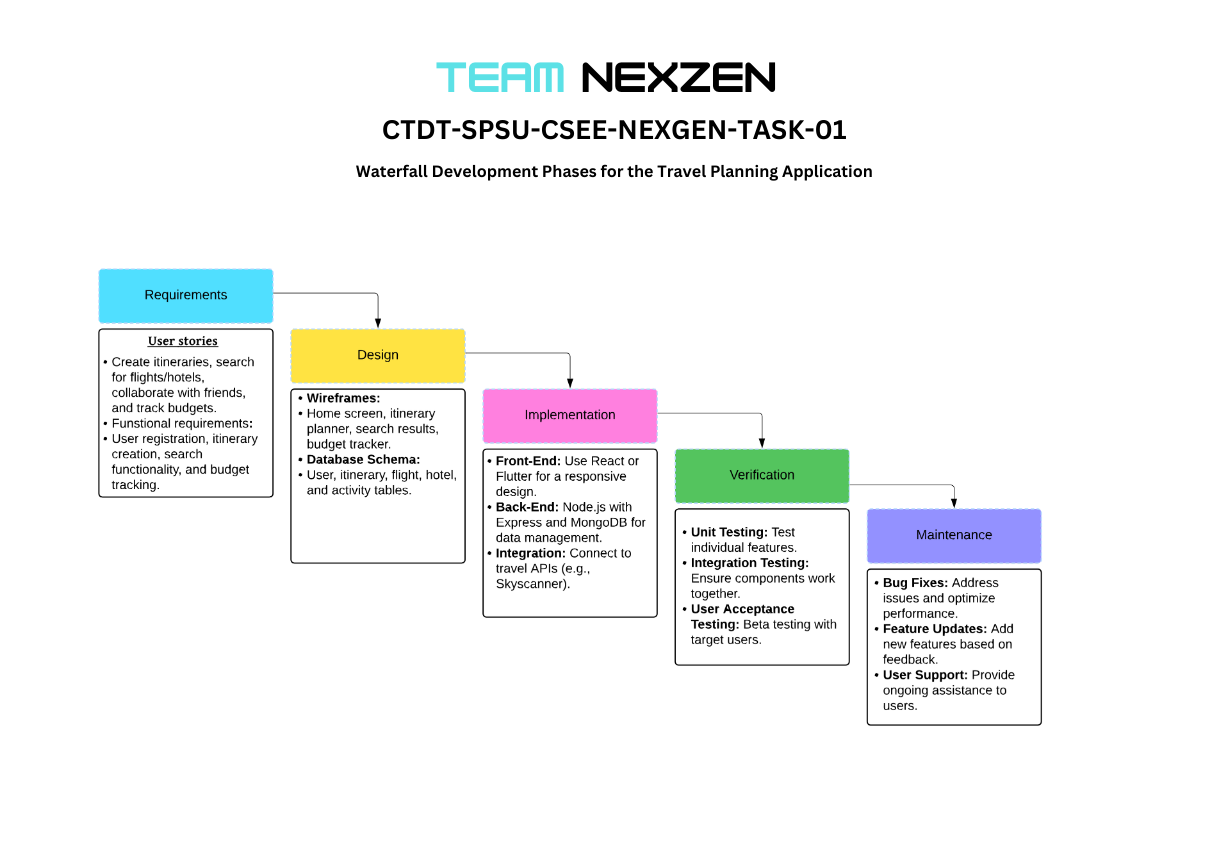 TEAM NEXZEN
CTDT-SPSU-CSEE-NEXGEN-TASK-01
Waterfall Development Phases for the Travel Planning Application
Requirements
User stories
• Create itineraries, search
for flights/hotels,
collaborate with friends,
and track budgets.
• Funstional requirements:
• User registration, itinerary
creation, search
functionality, and budget
tracking.
Design
• Wireframes:
• Home screen, itinerary
planner, search results,
budget tracker.
• Database Schema:
• User, itinerary, flight, hotel,
and activity tables.
Implementation
• Front-End: Use React or
Flutter for a responsive
design.
• Back-End: Node.js with
Express and MongoDB for
data management.
• Integration: Connect to
travel APIs (e.g.,
Skyscanner).
Verification
• Unit Testing: Test
individual features.
• Integration Testing:
Ensure components work
together.
• User Acceptance
Testing: Beta testing with
target users.
Maintenance
• Bug Fixes: Address
issues and optimize
performance.
• Feature Updates: Add
new features based on
feedback.
• User Support: Provide
ongoing assistance to
users.